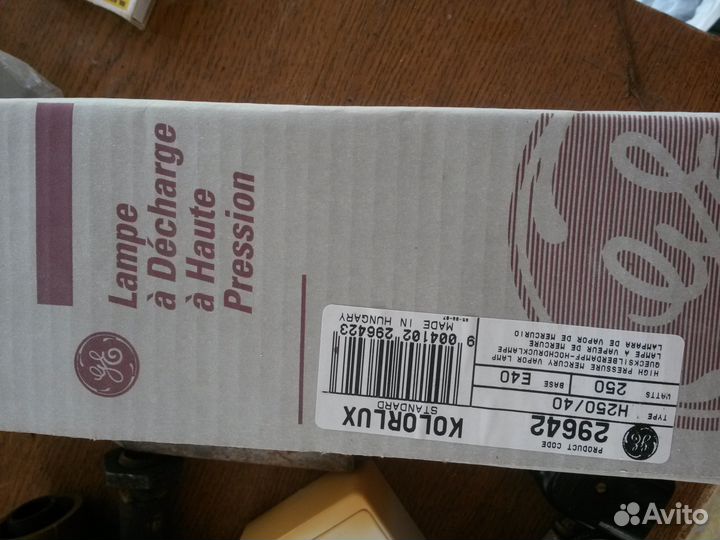 Lampe
à Décharge
à Haute
Pression
GE
PRODUCT CODE
29642
KOLORLUX
STANDARD
TYPE
H250/40
WATTS
250
BASE E40
HIGH PRESSURE MERCURY VAPOR LAMP
QUECKSILBERDAMPF-HOCHDRUCKLAMPE
LAMPE À VAPEUR DE MERCURE
LAMPARA DE VAPOR DE MERCURIO
9 004102 296423
MADE IN HUNGARY
Avito